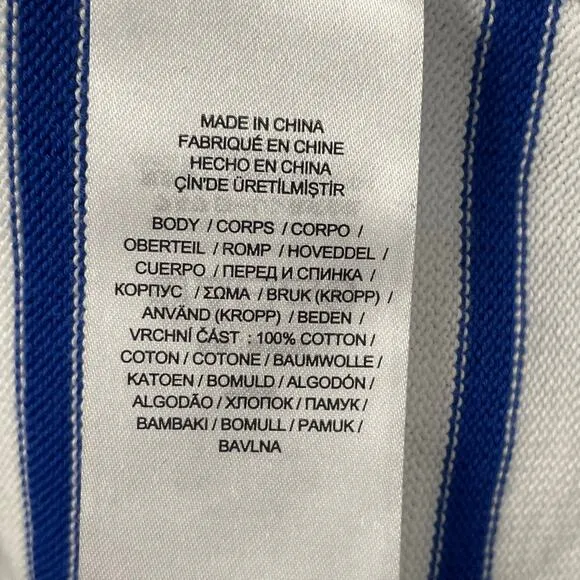 MADE IN CHINA
FABRIQUÉ EN CHINE
HECHO EN CHINA
ÇİN'DE ÜRETİLMİŞTİR
BODY / CORPS / CORPO /
OBERTEIL / ROMP / HOVEDDEL /
CUERPO / ПЕРЕД И СПИНКА /
КОРПУС / ΣΩΜΑ / BRUK (KROPP) /
ANVÄND (KROPP) / BEDEN /
VRCHNÍ ČÁST : 100% COTTON /
COTON / COTONE / BAUMWOLLE /
KATOEN / BOMULD / ALGODÓN /
ALGODÃO / ХЛОПОК / ПАМУК /
BAMBAKI / BOMULL / PAMUK /
BAVLNA